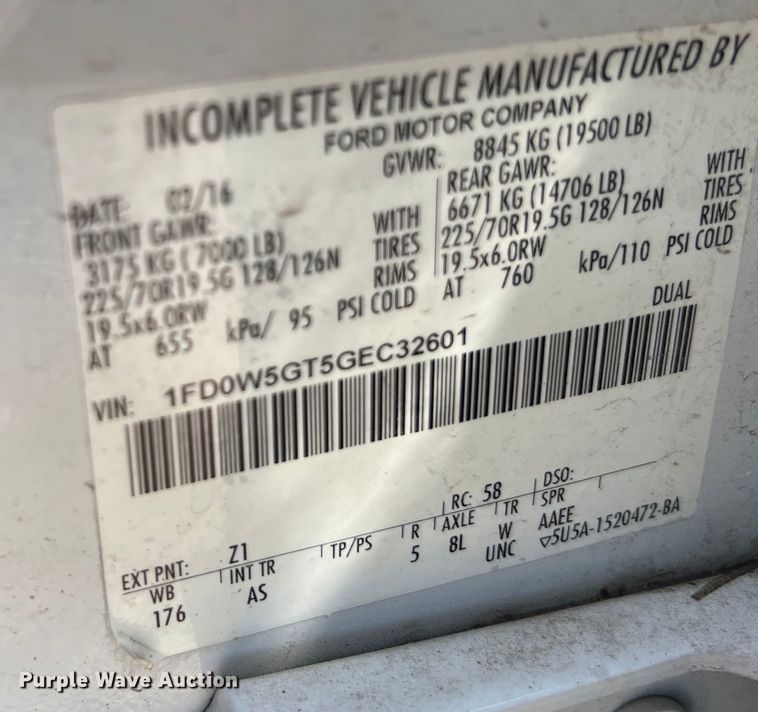 INCOMPLETE VEHICLE MANUFACTURED BY
FORD MOTOR COMPANY
DATE: 02/16
GVWR: 8845 KG (19500 LB)
FRONT GAWR:
3175 KG (7000 LB)
WITH
225/70R19.5G 128/126N
TIRES
19.5x6.0RW
RIMS
AT 655 kPa/ 95 PSI COLD
REAR GAWR:
6671 KG (14706 LB)
WITH
225/70R19.5G 128/126N
TIRES
19.5x6.0RW
RIMS
AT 760 kPa/110 PSI COLD
DUAL
VIN: 1FD0W5GT5GEC32601
EXT PNT: Z1
RC: 58
DSO:
WB
INT TR
TP/PS
R
AXLE
TR
SPR
176
AS
5
8L
W
AAEE
UNC
▽5U5A-1520472-BA
Purple Wave Auction